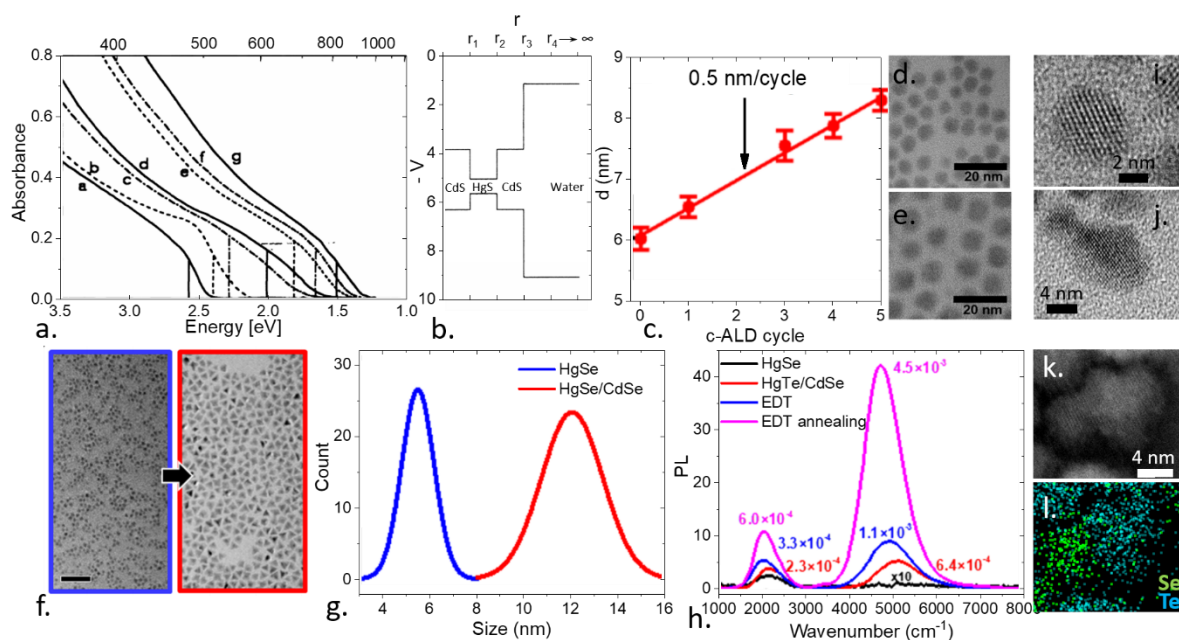 400 500 600 800 1000
0.8
0.6
0.4
0.2
0.0
Absorbance
a
b
c
d
e
f
g
3.5 3.0 2.5 2.0 1.5 1.0
Energy [eV]
a.
r
r1 r2 r3 r4→ ∞
0
2
4
6
8
10
- V
CdS HgS CdS Water
b.
9
8
7
6
5
d (nm)
0.5 nm/cycle
0 1 2 3 4 5
c-ALD cycle
c.
d.
20 nm
e.
20 nm
i.
2 nm
j.
4 nm
f.
30
20
10
0
Count
HgSe
HgSe/CdSe
4 6 8 10 12 14 16
Size (nm)
g.
40
30
20
10
0
PL
HgSe
HgTe/CdSe
EDT
EDT annealing
4.5×10⁻³
6.0×10⁻⁴
3.3×10⁻⁴
2.3×10⁻⁴
1.1×10⁻³
6.4×10⁻⁴
x10
1000 2000 3000 4000 5000 6000 7000 8000
Wavenumber (cm⁻¹)
h.
k.
4 nm
l.
Se
Te